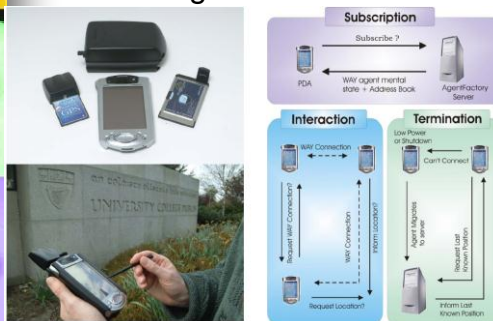 Subscription
Subscribe ?
PDA
WAY agent mental
state + Address Book
AgentFactory
Server
UNIVERSITY COLLEGE DUBLIN
Interaction
WAY Connection
Request WAY Connection?
WAY Connection
Inform Location?
Request Location?
Termination
Low Power
or Shutdown
Can't Connect
Agent Migrates
to server
Request Last
Known Position
Inform Last
Known Position